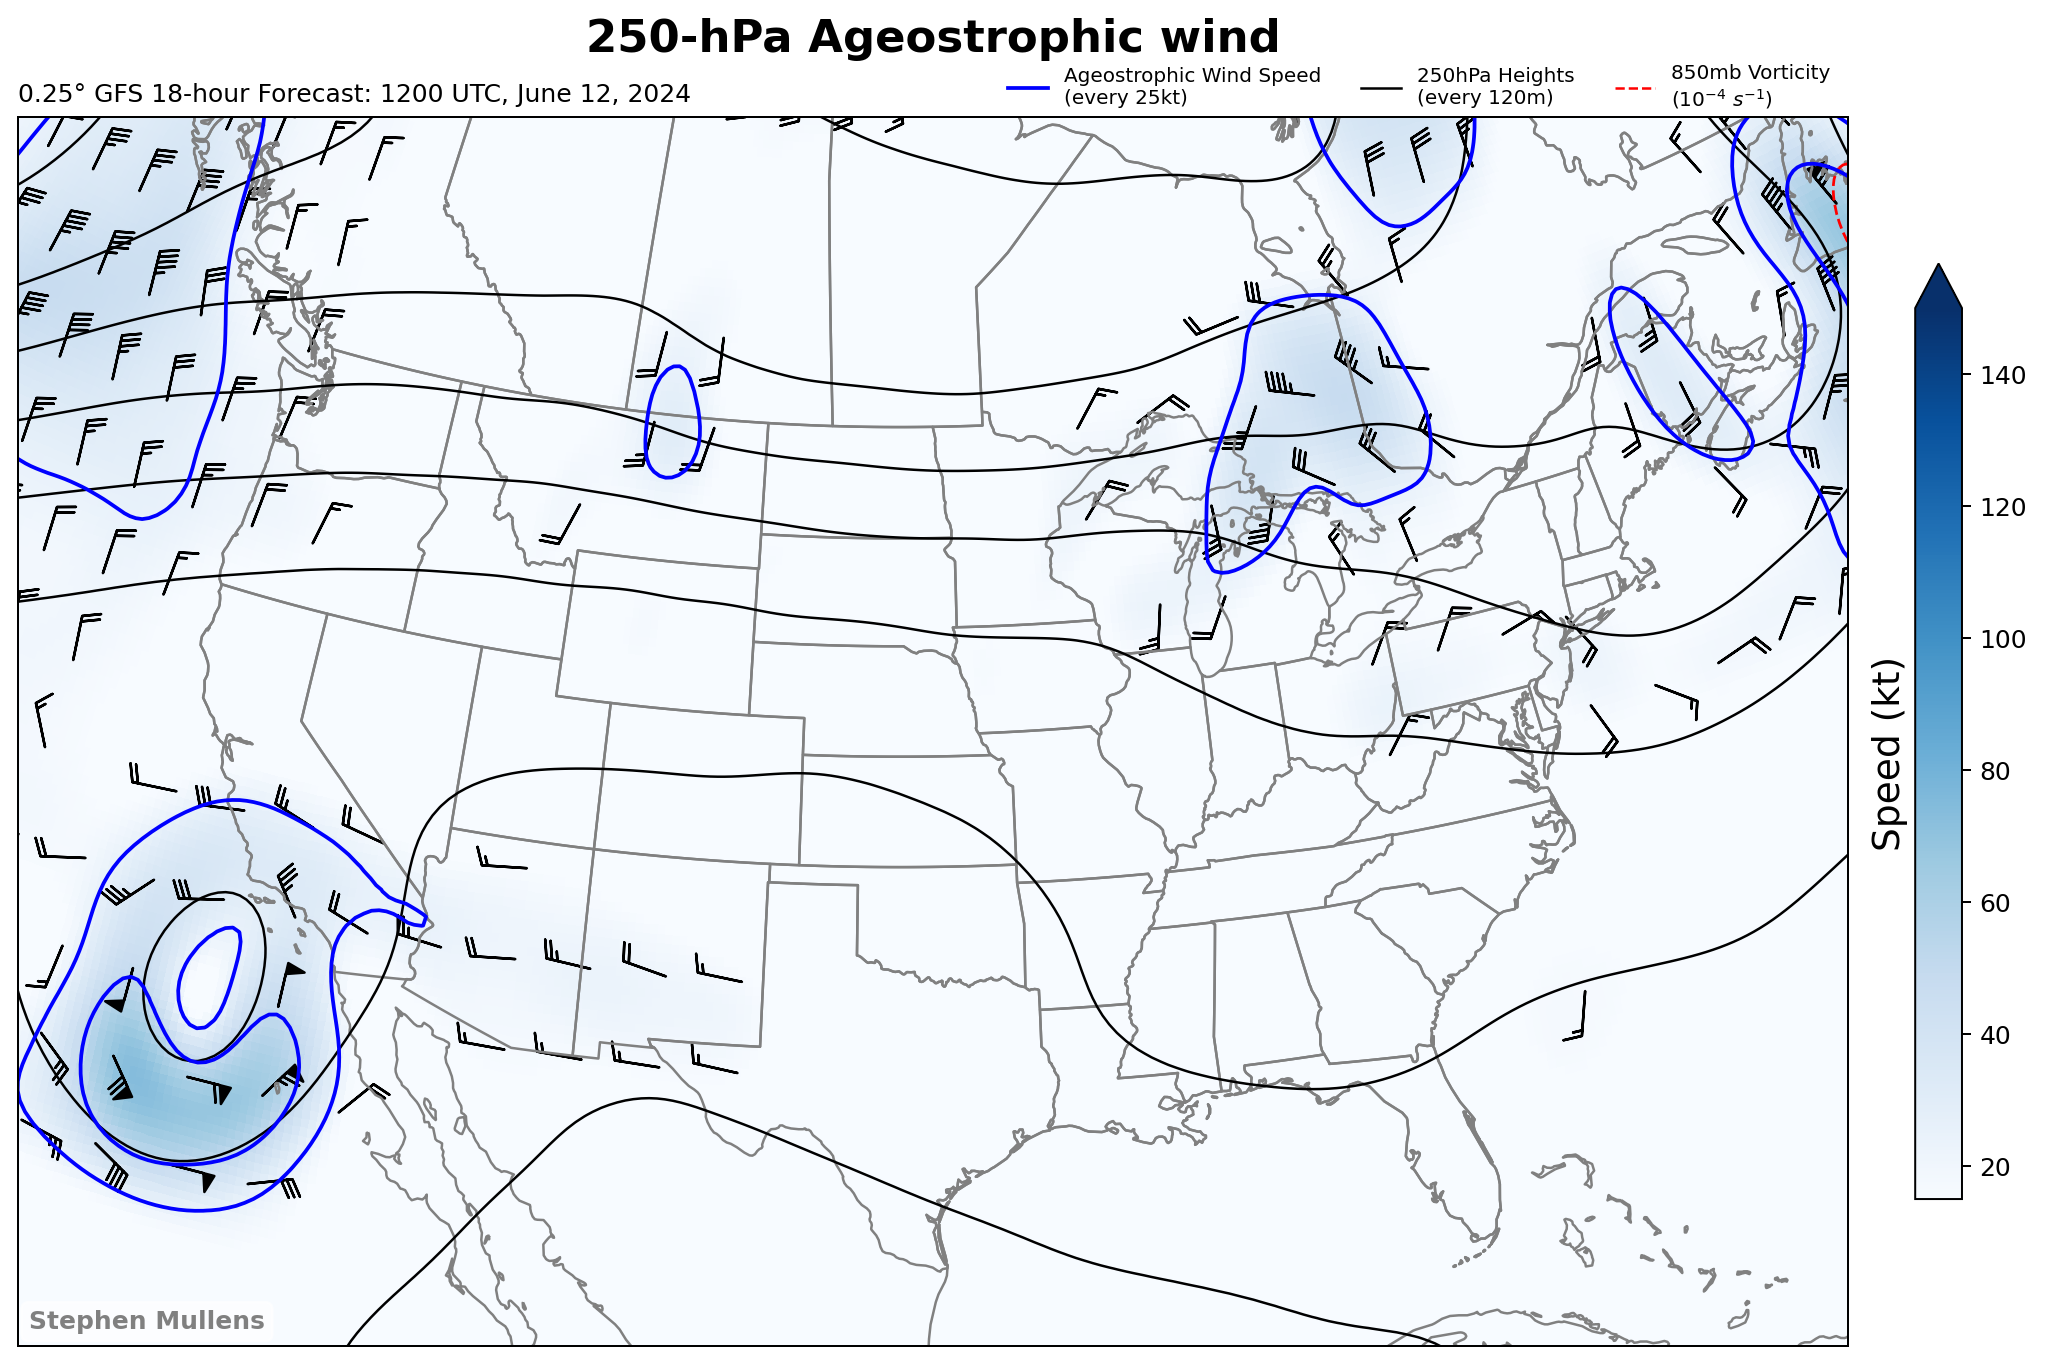 250-hPa Ageostrophic wind
0.25° GFS 18-hour Forecast: 1200 UTC, June 12, 2024
Ageostrophic Wind Speed
(every 25kt)
250hPa Heights
(every 120m)
850mb Vorticity
(10⁻⁴ s⁻¹)
140
120
100
80
60
40
20
Speed (kt)
Stephen Mullens